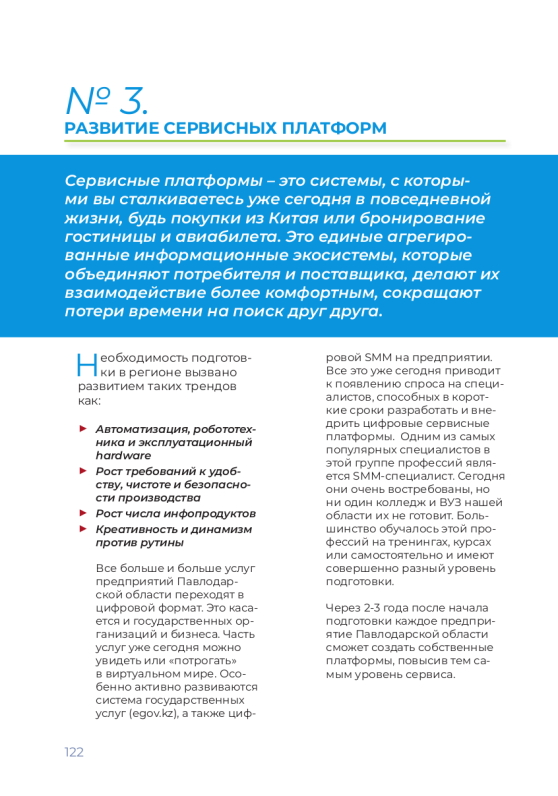 № 3.
РАЗВИТИЕ СЕРВИСНЫХ ПЛАТФОРМ
Сервисные платформы – это системы, с которы-
ми вы сталкиваетесь уже сегодня в повседневной
жизни, будь покупки из Китая или бронирование
гостиницы и авиабилета. Это единые агрегиро-
ванные информационные экосистемы, которые
объединяют потребителя и поставщика, делают их
взаимодействие более комфортным, сокращают
потери времени на поиск друг друга.
Необходимость подготов-
ки в регионе вызвано
развитием таких трендов
как:
► Автоматизация, робототех-
ника и эксплуатационный
hardware
► Рост требований к удоб-
ству, чистоте и безопасно-
сти производства
► Рост числа инфопродуктов
► Креативность и динамизм
против рутины
Все больше и больше услуг
предприятий Павлодар-
ской области переходят в
цифровой формат. Это каса-
ется и государственных ор-
ганизаций и бизнеса. Часть
услуг уже сегодня можно
увидеть или «потрогать»
в виртуальном мире. Осо-
бенно активно развиваются
система государственных
услуг (egov.kz), а также циф-
ровой SMM на предприятии.
Все это уже сегодня приводит
к появлению спроса на специ-
алистов, способных в корот-
кие сроки разработать и вне-
дрить цифровые сервисные
платформы. Одним из самых
популярных специалистов в
этой группе профессий явля-
ется SMM-специалист. Сегодня
они очень востребованы, но
ни один колледж и ВУЗ нашей
области их не готовит. Боль-
шинство обучалось этой про-
фессий на тренингах, курсах
или самостоятельно и имеют
совершенно разный уровень
подготовки.
Через 2-3 года после начала
подготовки каждое предпри-
ятие Павлодарской области
сможет создать собственные
платформы, повысив тем са-
мым уровень сервиса.
122